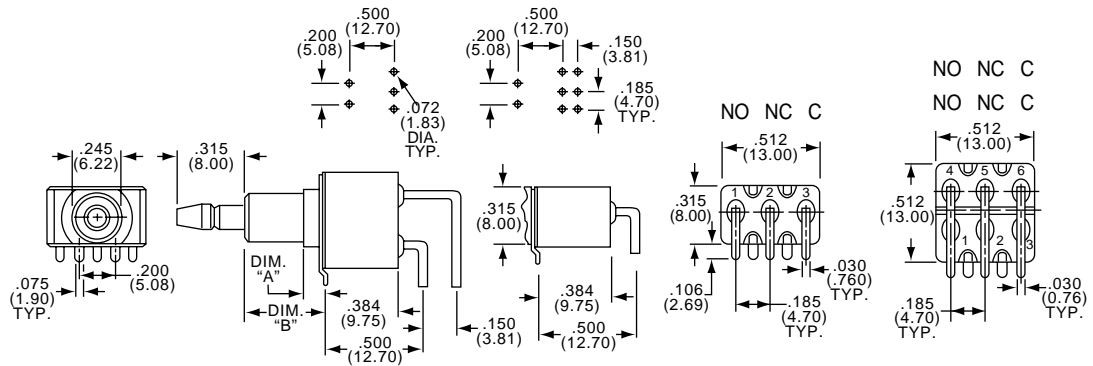 .500
(12.70)
.200
(5.08)
.072
(1.83)
DIA.
TYP.
.500
(12.70)
.200
(5.08)
.150
(3.81)
.185
(4.70)
TYP.
.245
(6.22)
.075
(1.90)
TYP.
.200
(5.08)
.315
(8.00)
DIM.
"A"
DIM.
"B"
.384
(9.75)
.500
(12.70)
.150
(3.81)
.315
(8.00)
.384
(9.75)
.500
(12.70)
NO NC C
.512
(13.00)
1 2 3
.315
(8.00)
.106
(2.69)
.030
(.760)
TYP.
.185
(4.70)
TYP.
NO NC C
NO NC C
.512
(13.00)
4 5 6
.512
(13.00)
1 2 3
.185
(4.70)
TYP.
.030
(0.76)
TYP.